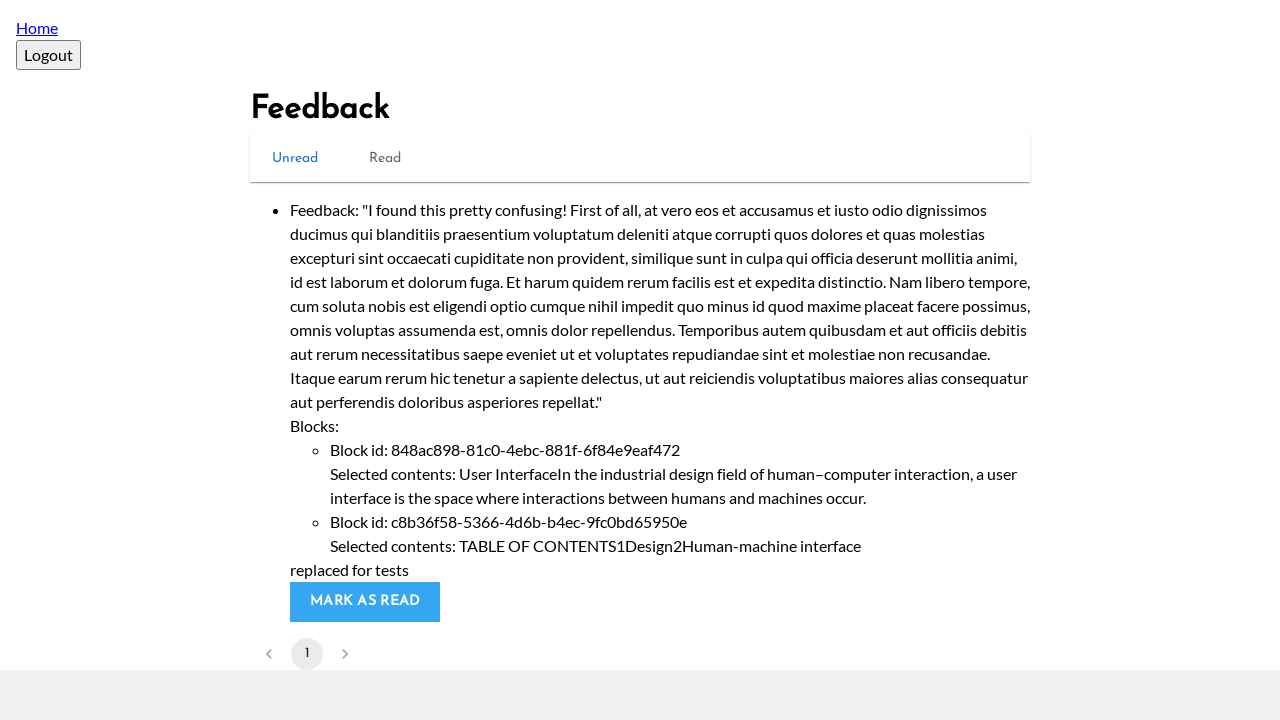 Home
Logout
Feedback
Unread Read
Feedback: "I found this pretty confusing! First of all, at vero eos et accusamus et iusto odio dignissimos
ducimus qui blanditiis praesentium voluptatum deleniti atque corrupti quos dolores et quas molestias
excepturi sint occaecati cupiditate non provident, similique sunt in culpa qui officia deserunt mollitia animi,
id est laborum et dolorum fuga. Et harum quidem rerum facilis est et expedita distinctio. Nam libero tempore,
cum soluta nobis est eligendi optio cumque nihil impedit quo minus id quod maxime placeat facere possimus,
omnis voluptas assumenda est, omnis dolor repellendus. Temporibus autem quibusdam et aut officiis debitis
aut rerum necessitatibus saepe eveniet ut et voluptates repudiandae sint et molestiae non recusandae.
Itaque earum rerum hic tenetur a sapiente delectus, ut aut reiciendis voluptatibus maiores alias consequatur
aut perferendis doloribus asperiores repellat."
Blocks:
Block id: 848ac898-81c0-4ebc-881f-6f84e9eaf472
Selected contents: User InterfaceIn the industrial design field of human–computer interaction, a user
interface is the space where interactions between humans and machines occur.
Block id: c8b36f58-5366-4d6b-b4ec-9fc0bd65950e
Selected contents: TABLE OF CONTENTS1Design2Human-machine interface
replaced for tests
MARK AS READ
1